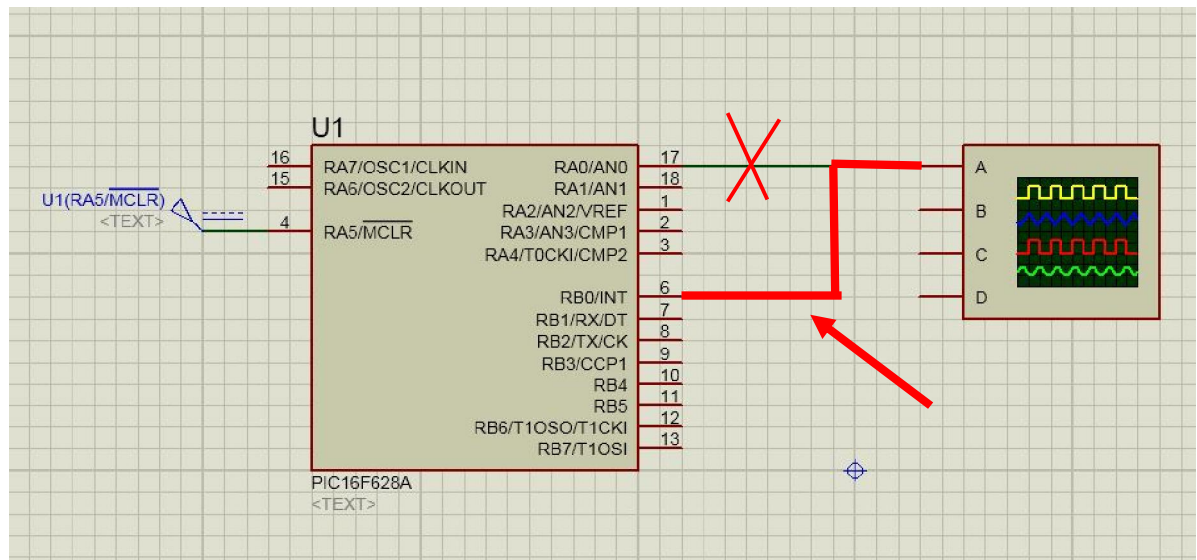 U1
16
RA7/OSC1/CLKIN
RA0/AN0
17
15
RA6/OSC2/CLKOUT
RA1/AN1
18
RA2/AN2/VREF
1
U1(RA5/MCLR)
<TEXT>
4
RA5/MCLR
RA3/AN3/CMP1
2
RA4/T0CKI/CMP2
3
RB0/INT
6
RB1/RX/DT
7
RB2/TX/CK
8
RB3/CCP1
9
RB4
10
RB5
11
RB6/T1OSO/T1CKI
12
RB7/T1OSI
13
PIC16F628A
<TEXT>
A
B
C
D